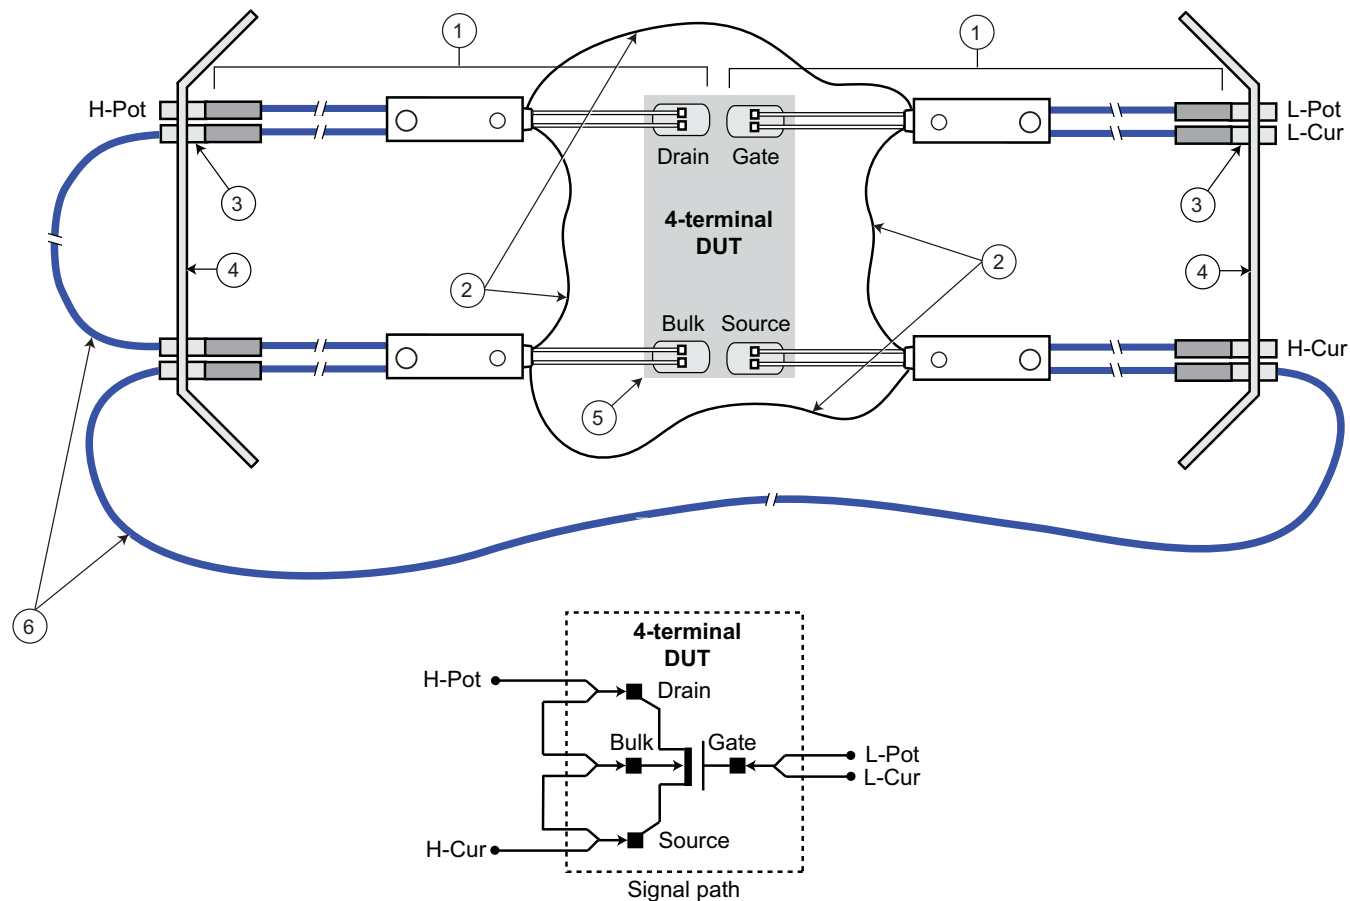 1
2
1
H-Pot
L-Pot
L-Cur
Drain
Gate
3
3
4-terminal
DUT
4
2
2
4
Bulk
Source
H-Cur
5
6
4-terminal
DUT
H-Pot
Drain
Bulk
Gate
L-Pot
L-Cur
Source
H-Cur
Signal path